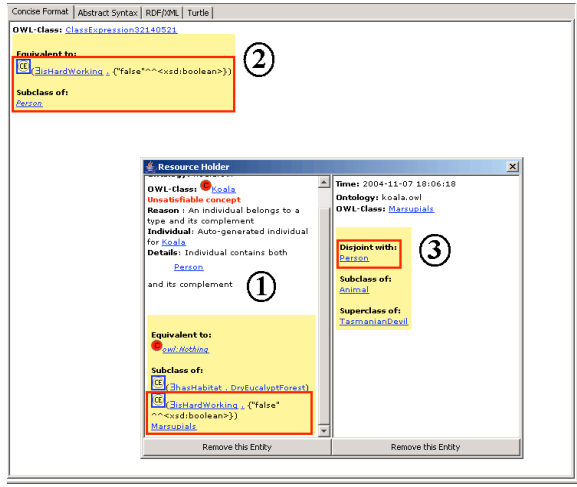 Concise Format | Abstract Syntax | RDF/XML | Turtle
OWL-Class: ClassExpression32140521
Equivalent to:
CE (∃isHardWorking . {"false"^^<xsd:boolean>})
Subclass of:
Person
2
Resource Holder
OWL-Class: C Koala
Unsatisfiable concept
Reason : An individual belongs to a
type and its complement
Individual: Auto-generated individual
for Koala
Details: Individual contains both
Person
and its complement
1
Equivalent to:
C owl:Nothing
Subclass of:
CE (∃hasHabitat . DryEucalyptForest)
CE (∃isHardWorking . {"false"
^^<xsd:boolean>})
Marsupials
Remove this Entity
Time: 2004-11-07 18:06:18
Ontology: koala.owl
OWL-Class: Marsupials
Disjoint with:
Person
3
Subclass of:
Animal
Superclass of:
TasmanianDevil
Remove this Entity